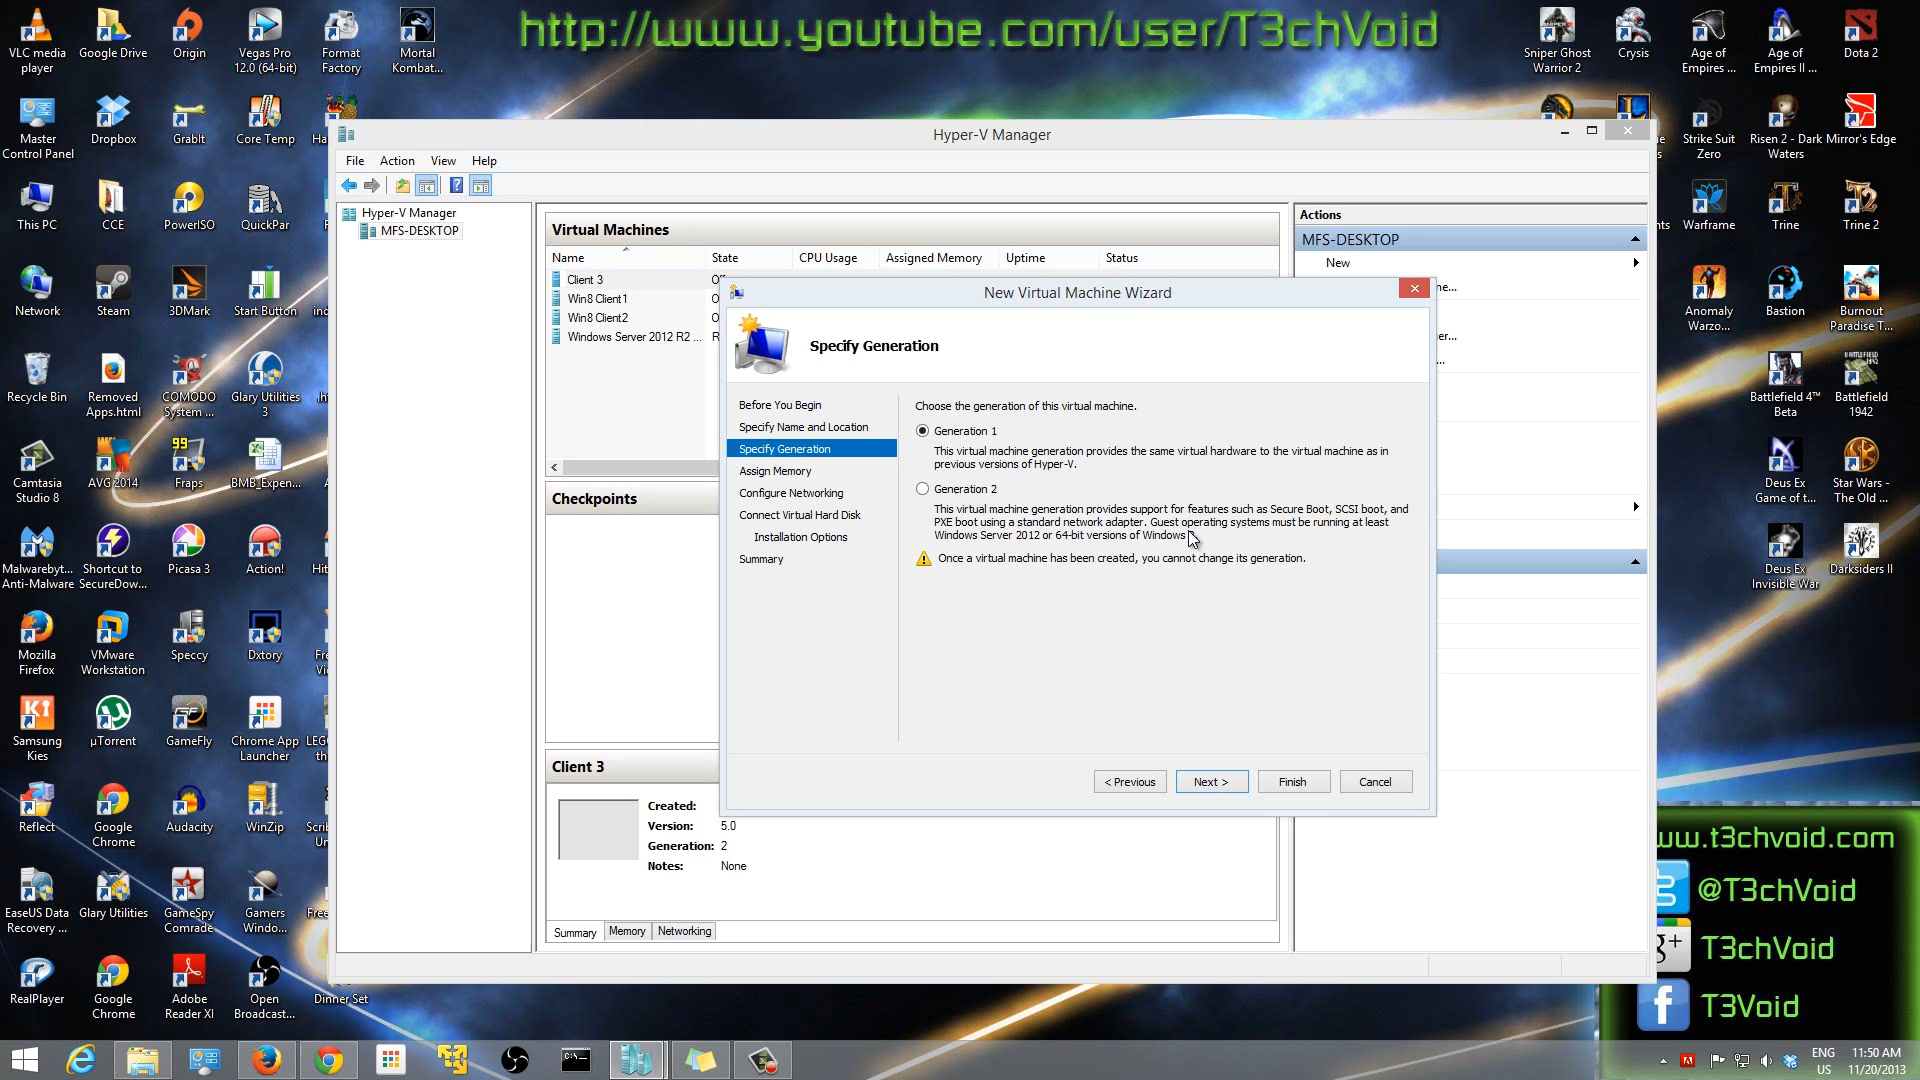 http://www.youtube.com/user/T3chVoid
VLC media
player
Google Drive
Origin
Vegas Pro
12.0 (64-bit)
Format
Factory
Mortal
Kombat...
Sniper Ghost
Warrior 2
Crysis
Age of
Empires ...
Age of
Empires II ...
Dota 2
Master
Control Panel
Dropbox
GrabIt
Core Temp
Strike Suit
Zero
Risen 2 - Dark
Waters
Mirror's Edge
This PC
CCE
PowerISO
QuickPar
Warframe
Trine
Trine 2
Network
Steam
3DMark
Start Button
Anomaly
Warzo...
Bastion
Burnout
Paradise T...
Recycle Bin
Removed
Apps.html
COMODO
System ...
Glary Utilities
3
Battlefield 4™
Beta
Battlefield
1942
Camtasia
Studio 8
AVG 2014
99
Fraps
BMB_Expen...
Deus Ex
Game of t...
Star Wars -
The Old ...
Malwarebyt...
Anti-Malware
Shortcut to
SecureDow...
Picasa 3
Action!
Deus Ex
Invisible War
Darksiders II
Mozilla
Firefox
VMware
Workstation
Speccy
Dxtory
Samsung
Kies
µTorrent
GameFly
Chrome App
Launcher
Reflect
Google
Chrome
Audacity
WinZip
EaseUS Data
Recovery ...
Glary Utilities
GameSpy
Comrade
Gamers
Windo...
RealPlayer
Google
Chrome
Adobe
Reader XI
Open
Broadcast...
Dinner Set
Hyper-V Manager
File
Action
View
Help
Hyper-V Manager
MFS-DESKTOP
Virtual Machines
Name
State
CPU Usage
Assigned Memory
Uptime
Status
Client 3
Win8 Client1
Win8 Client2
Windows Server 2012 R2 ...
Checkpoints
Client 3
Created:
Version: 5.0
Generation: 2
Notes: None
Summary
Memory
Networking
Actions
MFS-DESKTOP
New
New Virtual Machine Wizard
Specify Generation
Before You Begin
Specify Name and Location
Specify Generation
Assign Memory
Configure Networking
Connect Virtual Hard Disk
Installation Options
Summary
Choose the generation of this virtual machine.
Generation 1
This virtual machine generation provides the same virtual hardware to the virtual machine as in
previous versions of Hyper-V.
Generation 2
This virtual machine generation provides support for features such as Secure Boot, SCSI boot, and
PXE boot using a standard network adapter. Guest operating systems must be running at least
Windows Server 2012 or 64-bit versions of Windows
Once a virtual machine has been created, you cannot change its generation.
< Previous
Next >
Finish
Cancel
www.t3chvoid.com
@T3chVoid
T3chVoid
T3Void
ENG
US
11:50 AM
11/20/2013